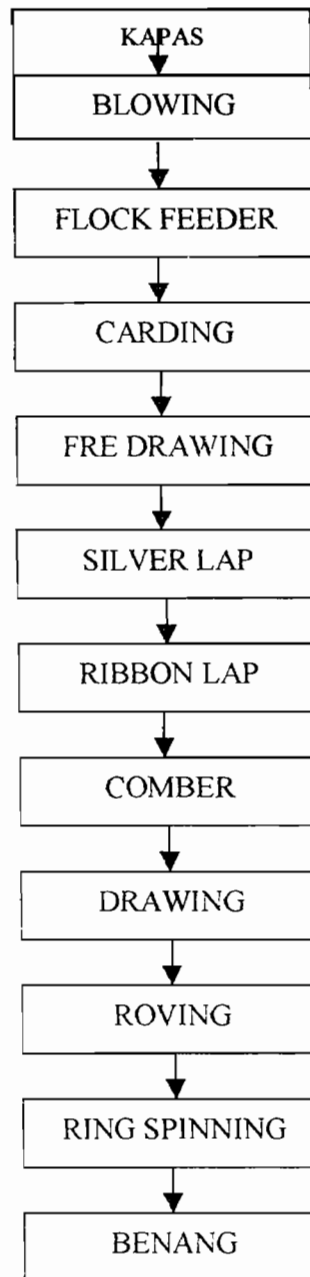 KAPAS
BLOWING
FLOCK FEEDER
CARDING
FRE DRAWING
SILVER LAP
RIBBON LAP
COMBER
DRAWING
ROVING
RING SPINNING
BENANG